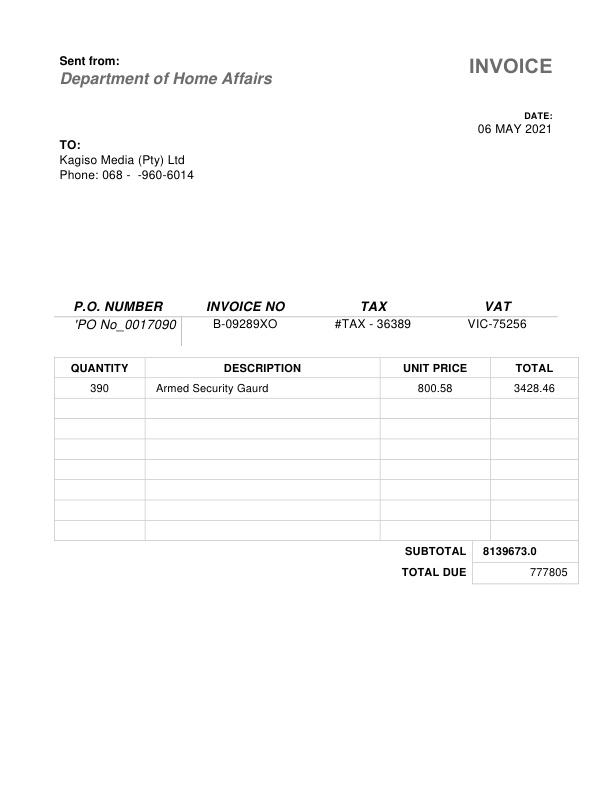 Sent from:
INVOICE
Department of Home Affairs
DATE:
06 MAY 2021
TO:
Kagiso Media (Pty) Ltd
Phone: 068 -  -960-6014
P.O. NUMBER INVOICE NO TAX VAT
'PO No_0017090 B-09289XO #TAX - 36389 VIC-75256
QUANTITY DESCRIPTION UNIT PRICE TOTAL
390 Armed Security Gaurd 800.58 3428.46
SUBTOTAL 8139673.0
TOTAL DUE 777805